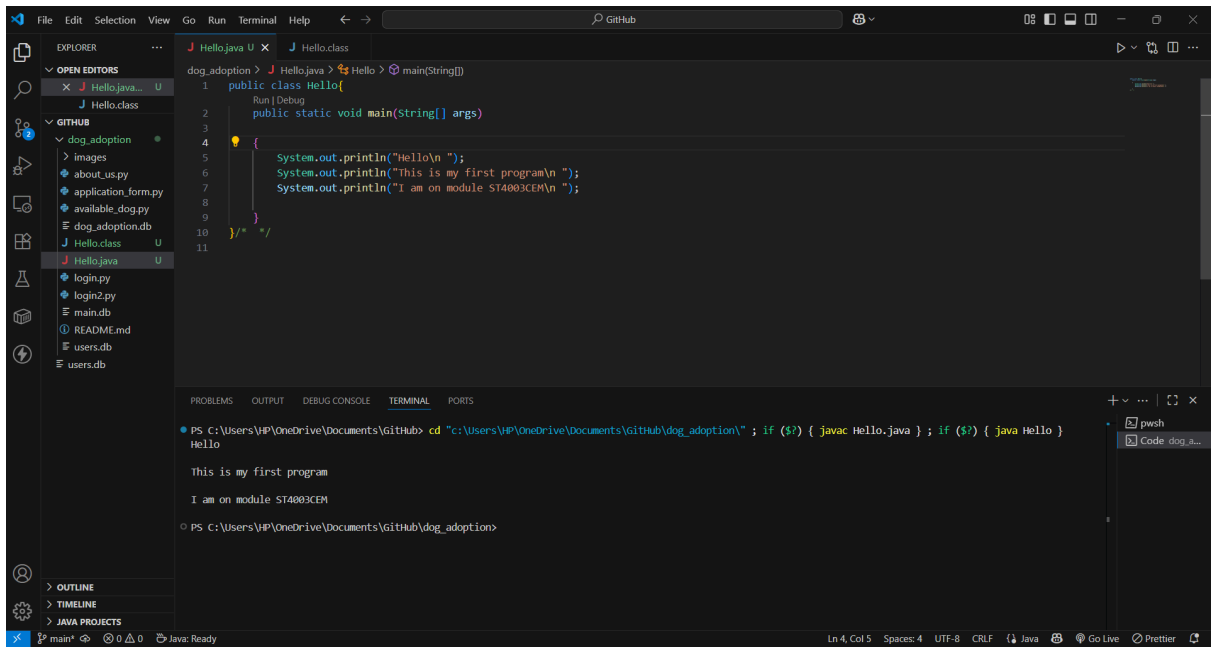 File Edit Selection View Go Run Terminal Help GitHub
EXPLORER
OPEN EDITORS
Hello.java... U
Hello.class
GITHUB
dog_adoption
images
about_us.py
application_form.py
available_dog.py
dog_adoption.db
Hello.class U
Hello.java U
login.py
login2.py
main.db
README.md
users.db
users.db
OUTLINE
TIMELINE
JAVA PROJECTS
2
Hello.java U Hello.class
dog_adoption > Hello.java > Hello > main(String[])
1 public class Hello{
Run | Debug
2 public static void main(String[] args)
3
4 {
5 System.out.println("Hello\n ");
6 System.out.println("This is my first program\n ");
7 System.out.println("I am on module ST4003CEM\n ");
8
9 }
10 }/*  */
11
PROBLEMS OUTPUT DEBUG CONSOLE TERMINAL PORTS
PS C:\Users\HP\OneDrive\Documents\GitHub> cd "c:\Users\HP\OneDrive\Documents\GitHub\dog_adoption\" ; if ($?) { javac Hello.java } ; if ($?) { java Hello }
Hello
This is my first program
I am on module ST4003CEM
PS C:\Users\HP\OneDrive\Documents\GitHub\dog_adoption>
pwsh
Code dog_a...
main* 0 0 Java: Ready Ln 4, Col 5 Spaces: 4 UTF-8 CRLF Java Go Live Prettier